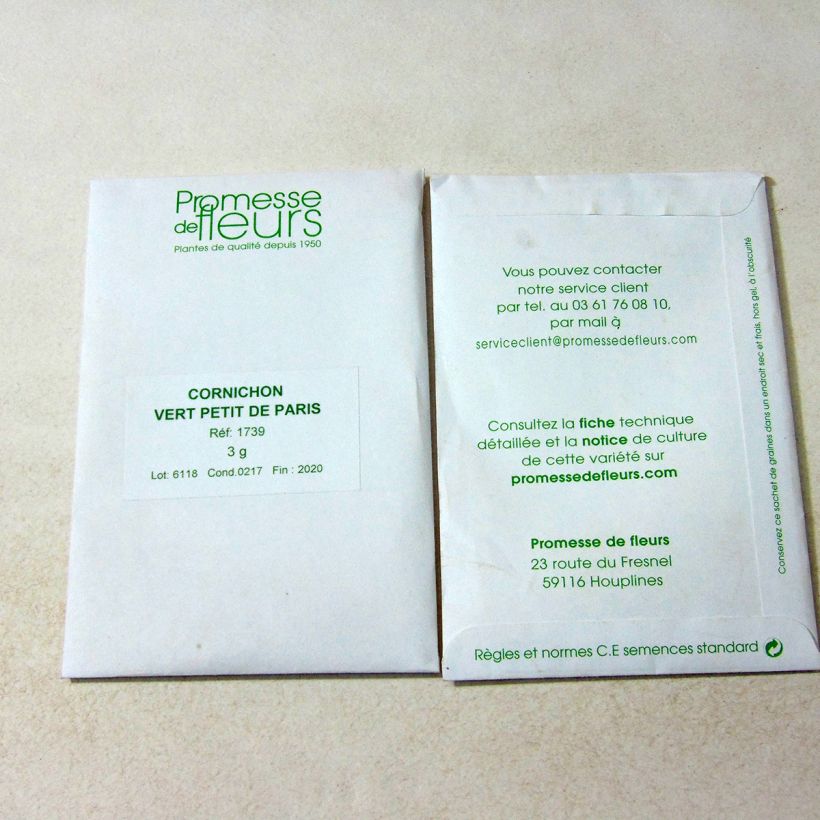 Promesse
de fleurs
Plantes de qualité depuis 1950
CORNICHON
VERT PETIT DE PARIS
Réf: 1739
3 g
Lot: 6118 Cond.0217 Fin : 2020
Vous pouvez contacter
notre service client
par tel. au 03 61 76 08 10,
par mail à
serviceclient@promessedefleurs.com
Consultez la fiche technique
détaillée et la notice de culture
de cette variété sur
promessedefleurs.com
Promesse de fleurs
23 route du Fresnel
59116 Houplines
Règles et normes C.E semences standard
Conservez ce sachet de graines dans un endroit sec et frais, hors gel, à l'obscurité